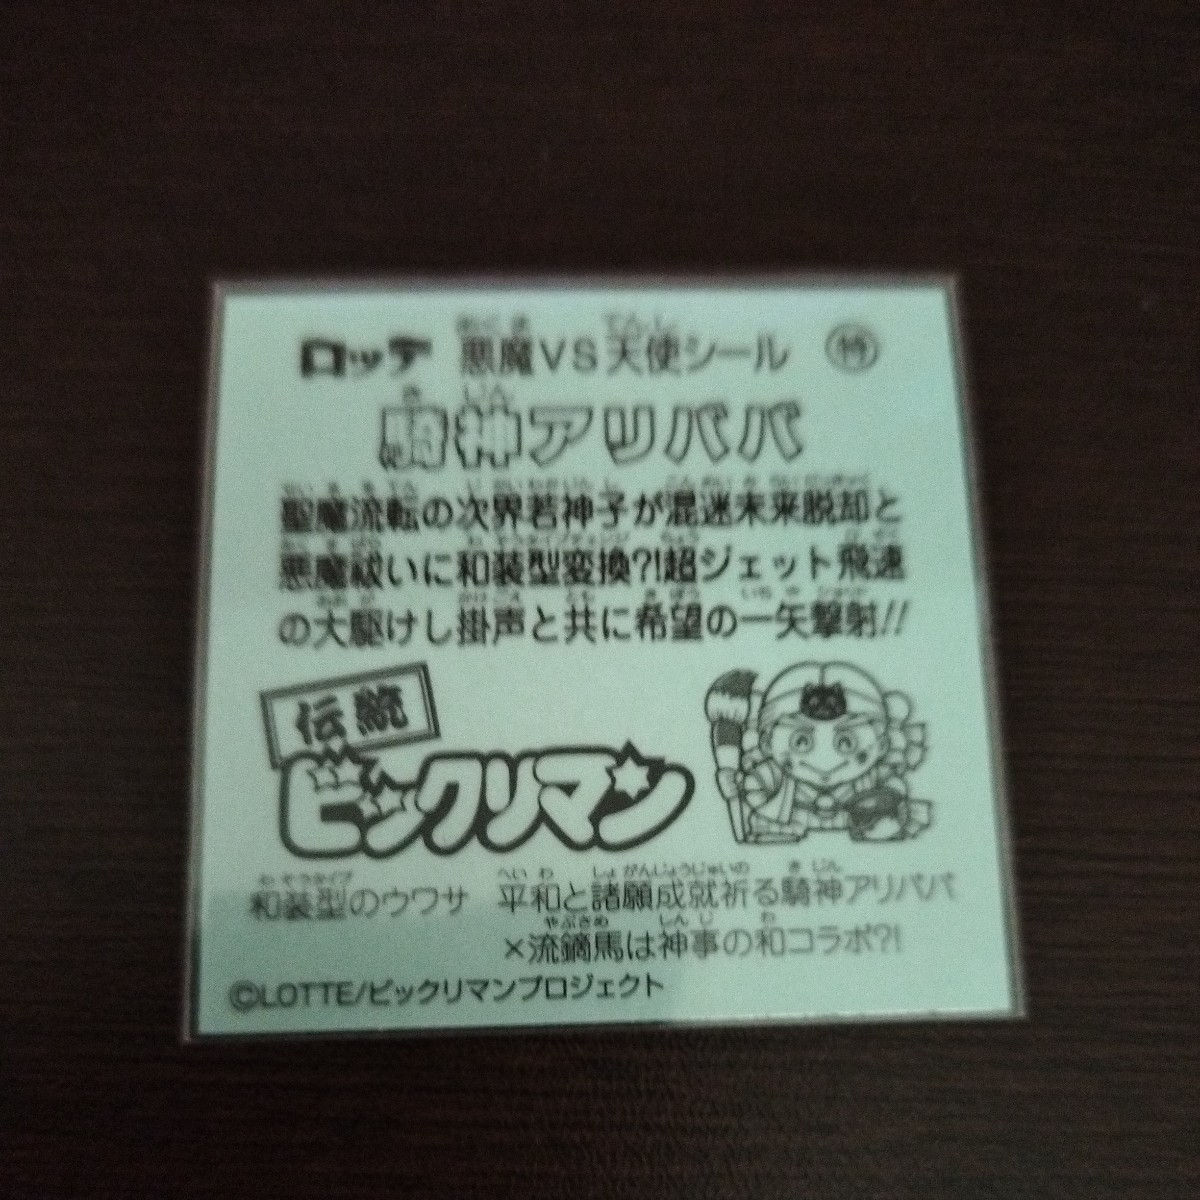 ロッテ 悪魔VS天使シール 特
騎神アリババ
聖魔流転の次界若神子が混迷未来脱却と
悪魔祓いに和装型変換?!超ジェット飛速
の大駆けし掛声と共に希望の一矢撃射!!
伝統
ビックリマン
和装型のウワサ 平和と諸願成就祈る騎神アリババ
×流鏑馬は神事の和コラボ?!
©LOTTE/ビックリマンプロジェクト